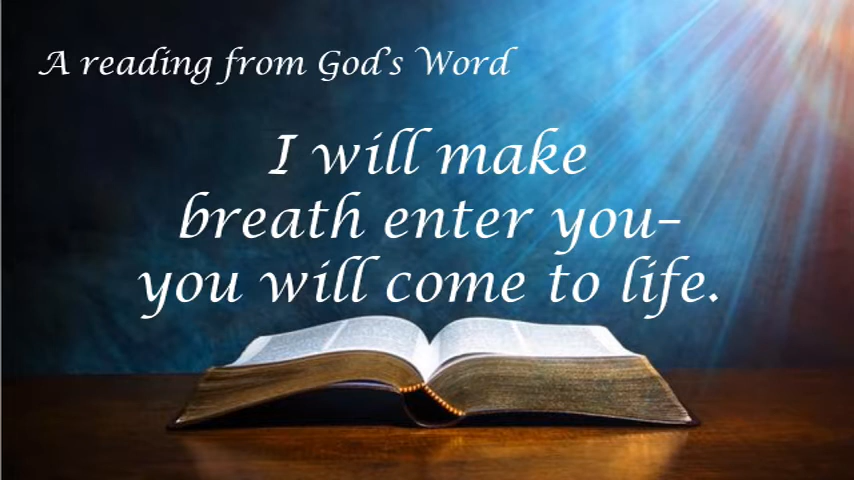 A reading from God's Word
I will make
breath enter you–
you will come to life.